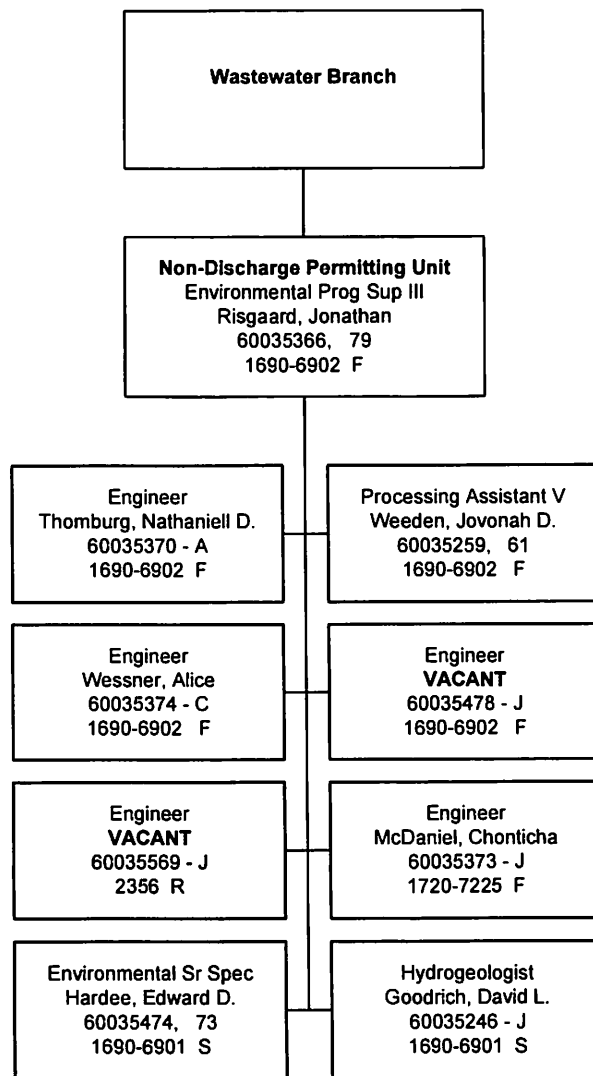 Wastewater Branch
Non-Discharge Permitting Unit
Environmental Prog Sup III
Risgaard, Jonathan
60035366, 79
1690-6902 F
Engineer
Thomburg, Nathaniell D.
60035370 - A
1690-6902 F
Processing Assistant V
Weeden, Jovonah D.
60035259, 61
1690-6902 F
Engineer
Wessner, Alice
60035374 - C
1690-6902 F
Engineer
VACANT
60035478 - J
1690-6902 F
Engineer
VACANT
60035569 - J
2356 R
Engineer
McDaniel, Chonticha
60035373 - J
1720-7225 F
Environmental Sr Spec
Hardee, Edward D.
60035474, 73
1690-6901 S
Hydrogeologist
Goodrich, David L.
60035246 - J
1690-6901 S